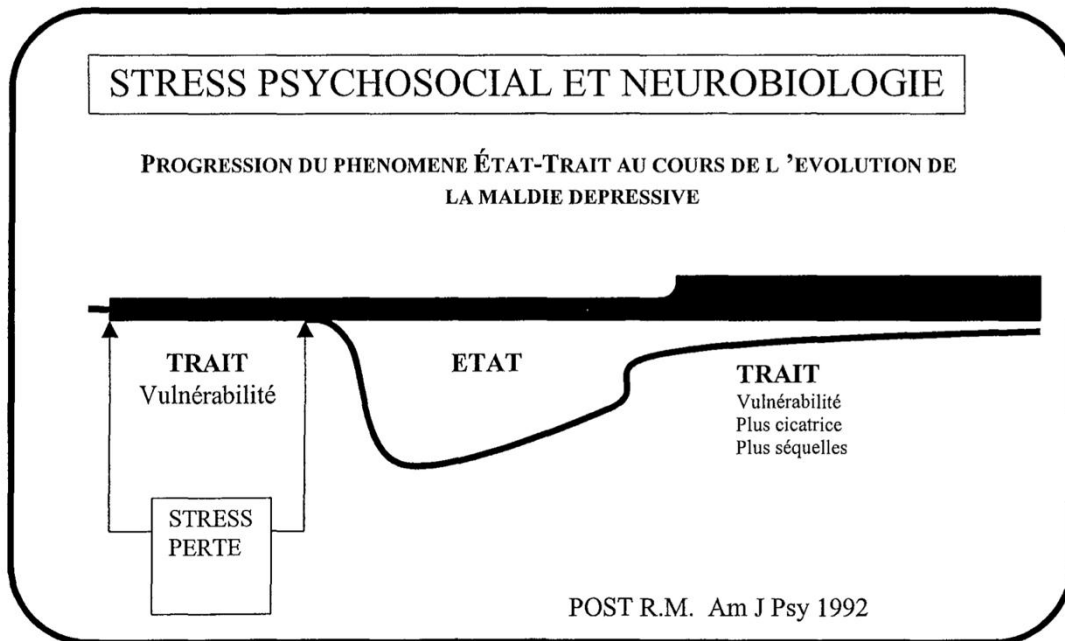 STRESS PSYCHOSOCIAL ET NEUROBIOLOGIE
PROGRESSION DU PHENOMENE ÉTAT-TRAIT AU COURS DE L ’EVOLUTION DE
LA MALDIE DEPRESSIVE
TRAIT
Vulnérabilité
ETAT
TRAIT
Vulnérabilité
Plus cicatrice
Plus séquelles
STRESS
PERTE
POST R.M. Am J Psy 1992